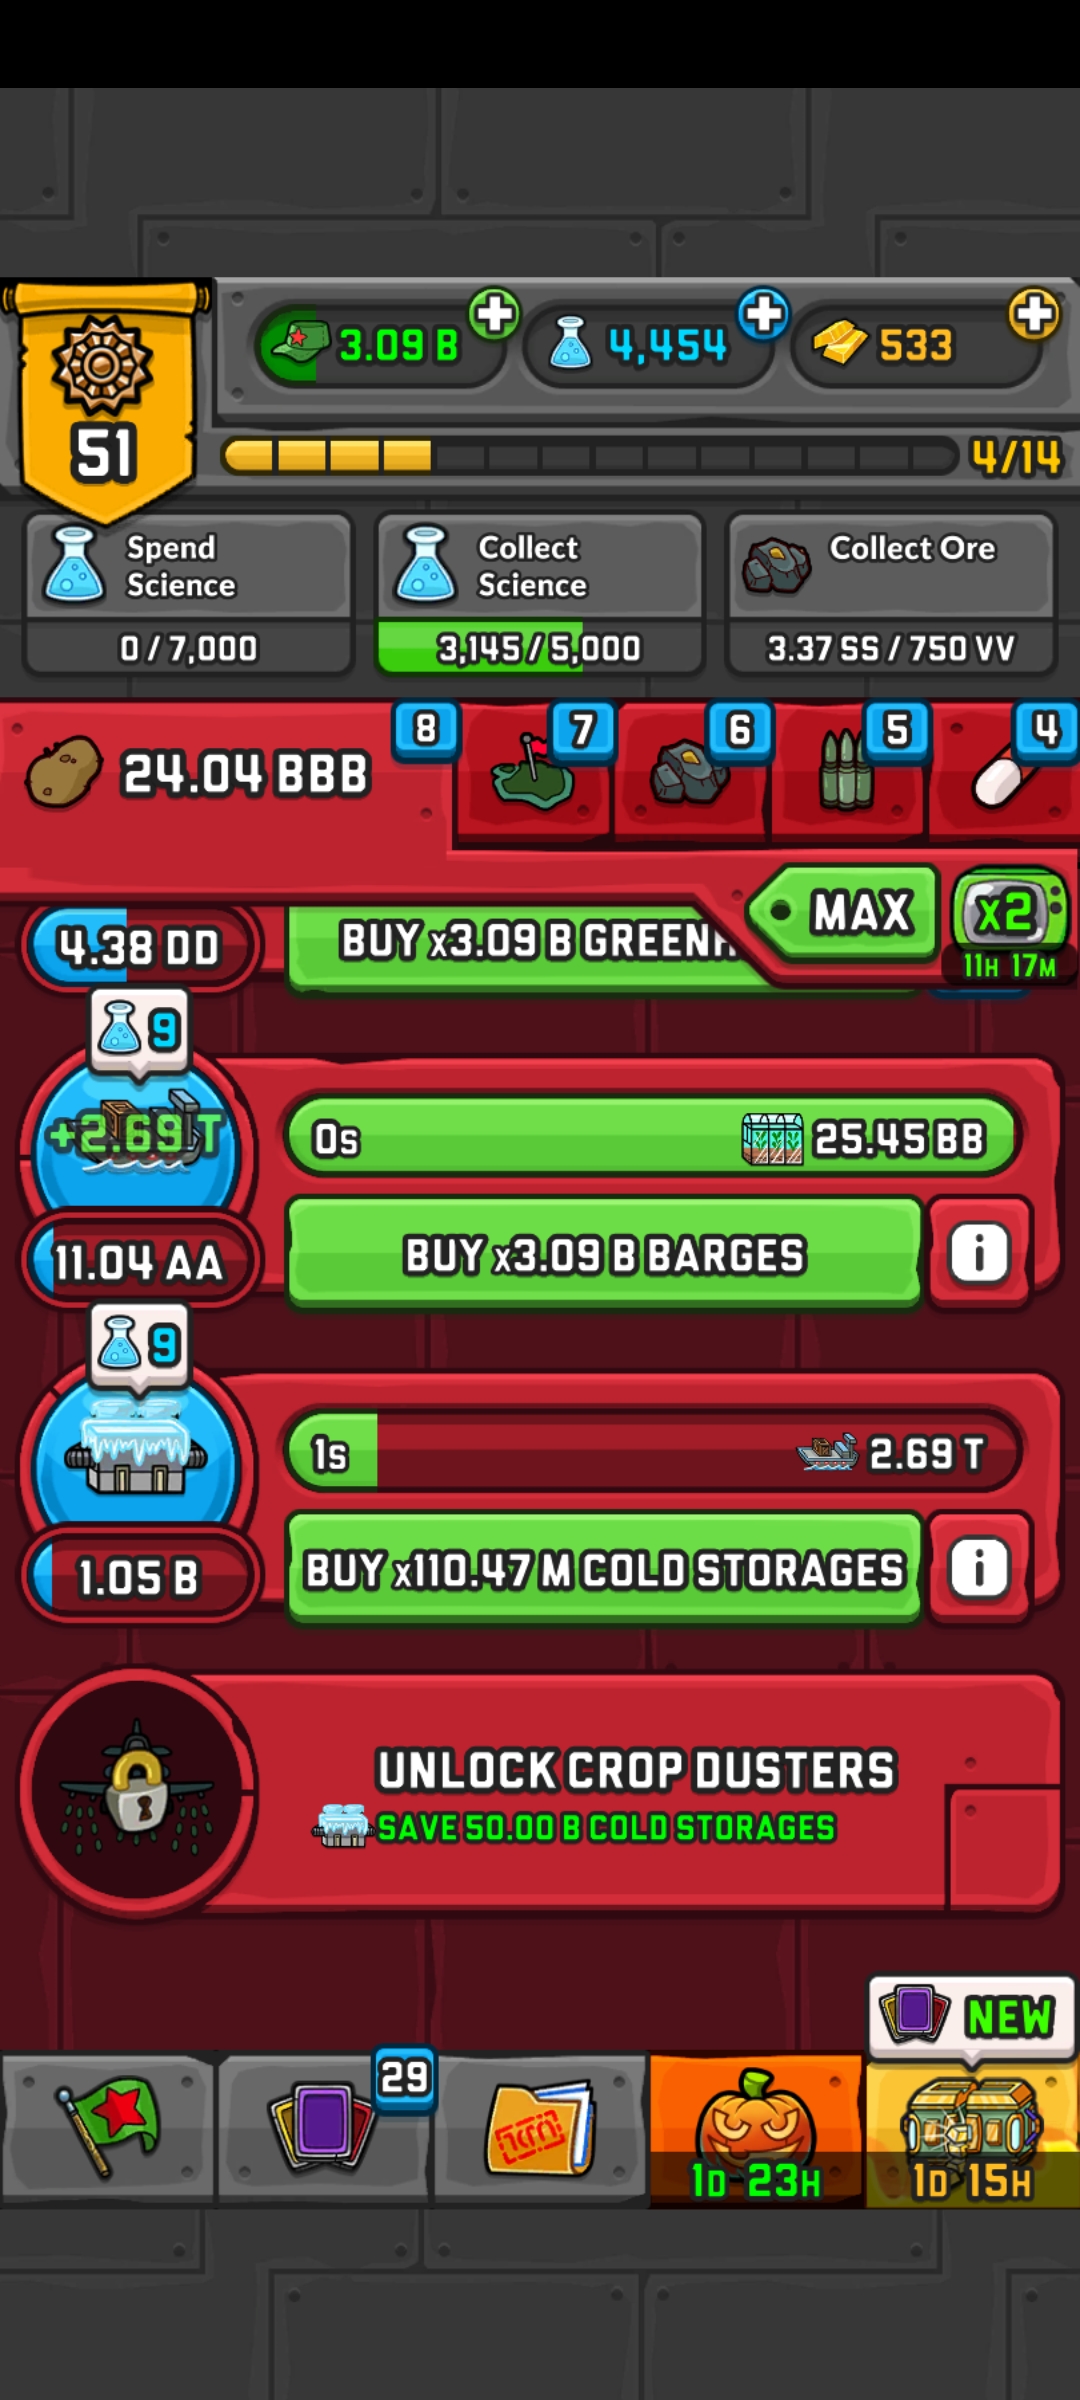 3.09 B
4,454
533
51
4/14
Spend
Science
0 / 7,000
Collect
Science
3,145 / 5,000
Collect Ore
3.37 SS / 750 VV
24.04 BBB
8
7
6
5
4
MAX
x2
11H 17M
4.38 DD
BUY x3.09 B GREENH
9
+2.69 T
0s
25.45 BB
11.04 AA
BUY x3.09 B BARGES
i
9
1s
2.69 T
1.05 B
BUY x110.47 M COLD STORAGES
i
UNLOCK CROP DUSTERS
SAVE 50.00 B COLD STORAGES
NEW
29
1D 23H
1D 15H